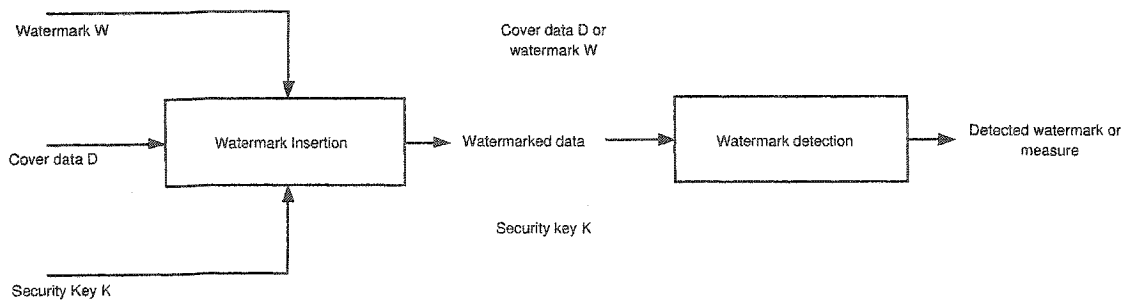 Watermark W
Cover data D or
watermark W
Watermark Insertion
Watermarked data
Watermark detection
Detected watermark or
measure
Cover data D
Security key K
Security Key K